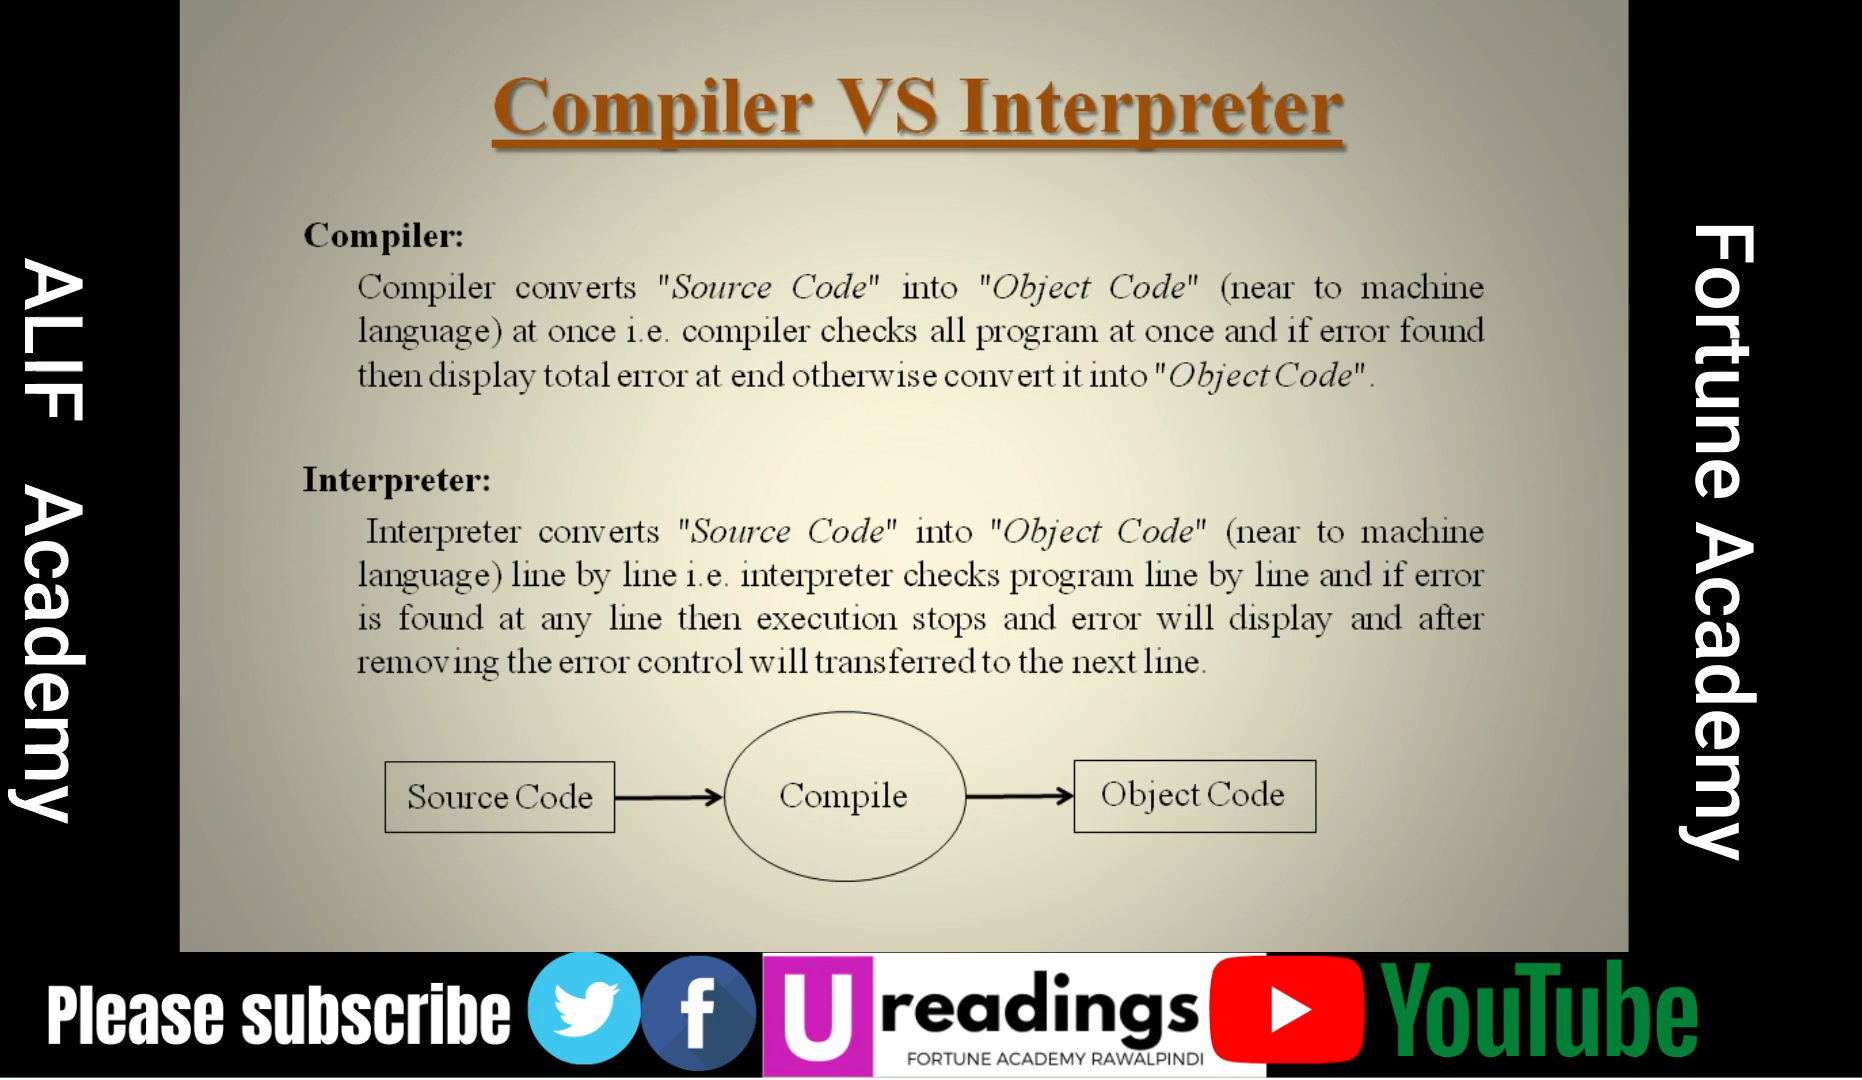 Compiler VS Interpreter
Compiler:
Compiler converts "Source Code" into "Object Code" (near to machine
language) at once i.e. compiler checks all program at once and if error found
then display total error at end otherwise convert it into "Object Code".
Interpreter:
Interpreter converts "Source Code" into "Object Code" (near to machine
language) line by line i.e. interpreter checks program line by line and if error
is found at any line then execution stops and error will display and after
removing the error control will transferred to the next line.
Source Code
Compile
Object Code
ALIF Academy
Fortune Academy
Please subscribe
f
U readings
FORTUNE ACADEMY RAWALPINDI
YouTube